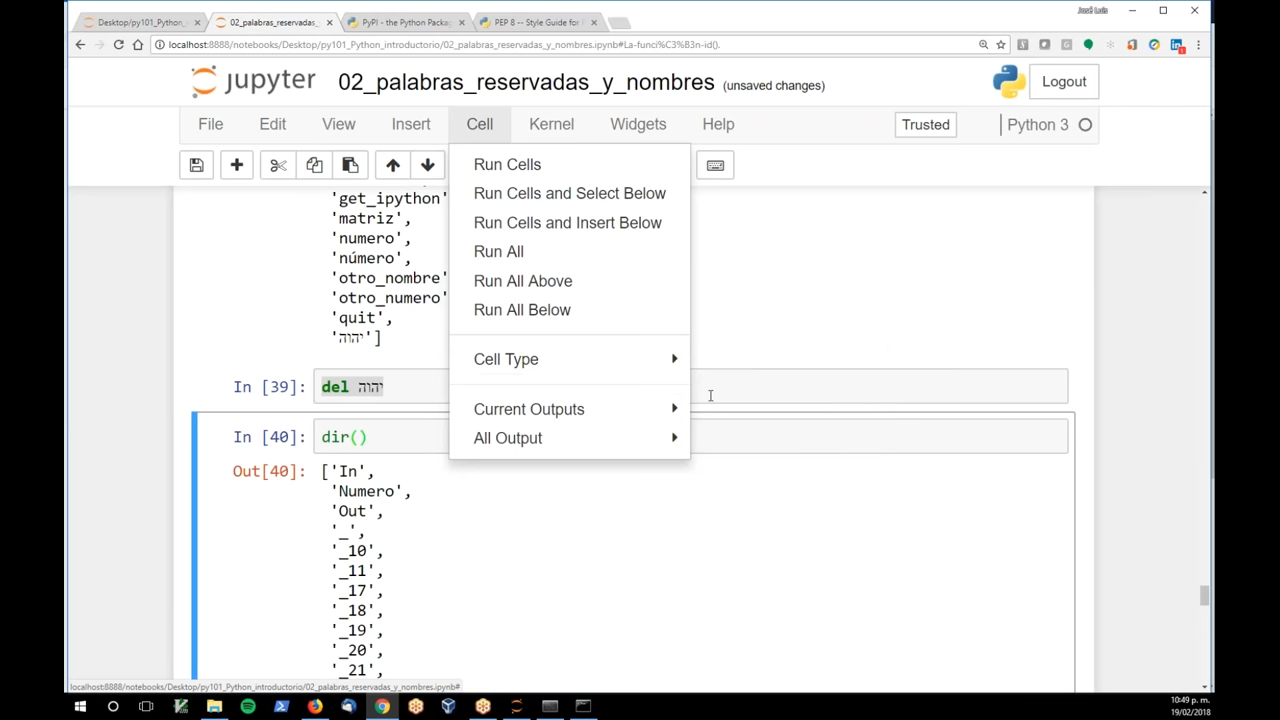 José Luis
Desktop/py101_Python_
02_palabras_reservadas_
PyPI - the Python Packag
PEP 8 -- Style Guide for
localhost:8888/notebooks/Desktop/py101_Python_introductorio/02_palabras_reservadas_y_nombres.ipynb#La-funci%C3%B3n-id().
jupyter
02_palabras_reservadas_y_nombres (unsaved changes)
Logout
File Edit View Insert Cell Kernel Widgets Help
Trusted
Python 3
Run Cells
Run Cells and Select Below
Run Cells and Insert Below
Run All
Run All Above
Run All Below
Cell Type
Current Outputs
All Output
'get_ipython'
'matriz',
'numero',
'número',
'otro_nombre'
'otro_numero'
'quit',
'יהוה']
In [39]: del יהוה
In [40]: dir()
Out[40]: ['In',
'Numero',
'Out',
'_',
'_10',
'_11',
'_17',
'_18',
'_19',
'_20',
'_21',
localhost:8888/notebooks/Desktop/py101_Python_introductorio/02_palabras_reservadas_y_nombres.ipynb#
10:49 p. m.
19/02/2018